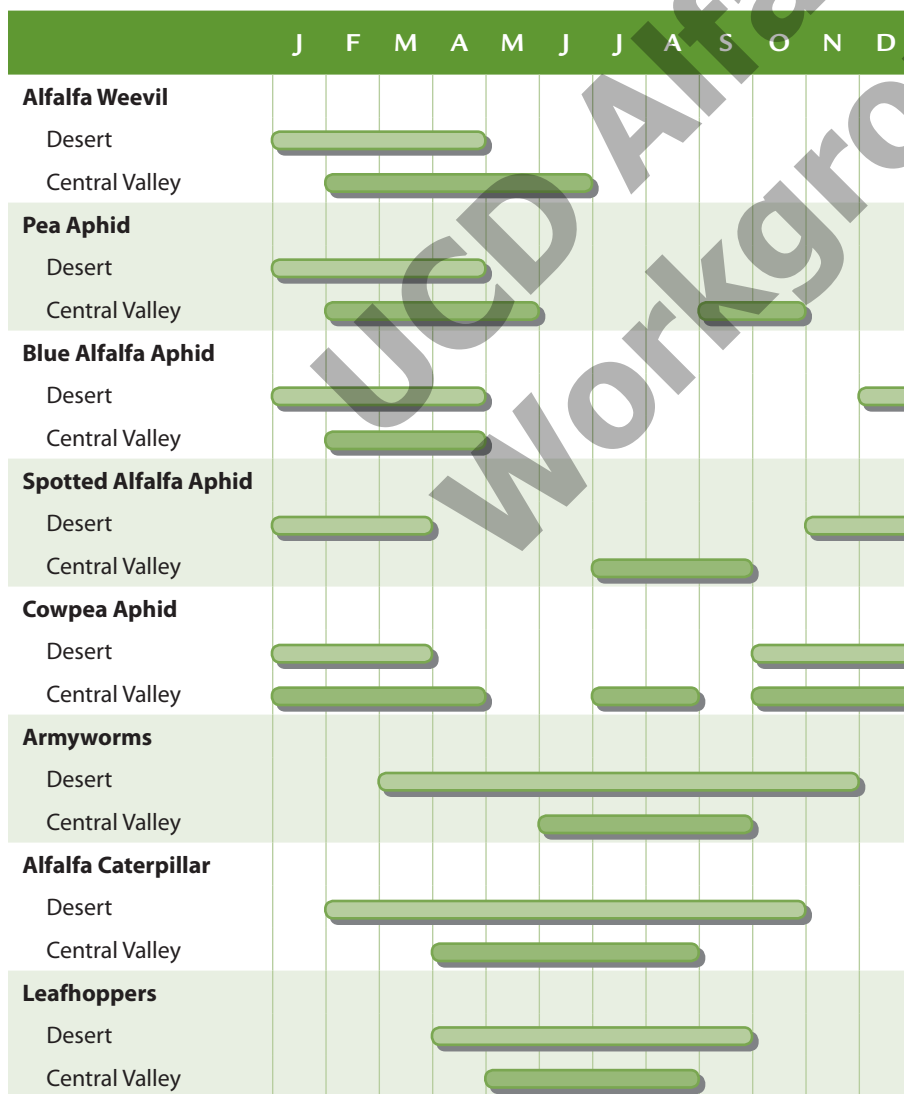 J F M A M J J A S O N D
Alfalfa Weevil
Desert
Central Valley
Pea Aphid
Desert
Central Valley
Blue Alfalfa Aphid
Desert
Central Valley
Spotted Alfalfa Aphid
Desert
Central Valley
Cowpea Aphid
Desert
Central Valley
Armyworms
Desert
Central Valley
Alfalfa Caterpillar
Desert
Central Valley
Leafhoppers
Desert
Central Valley
UCD